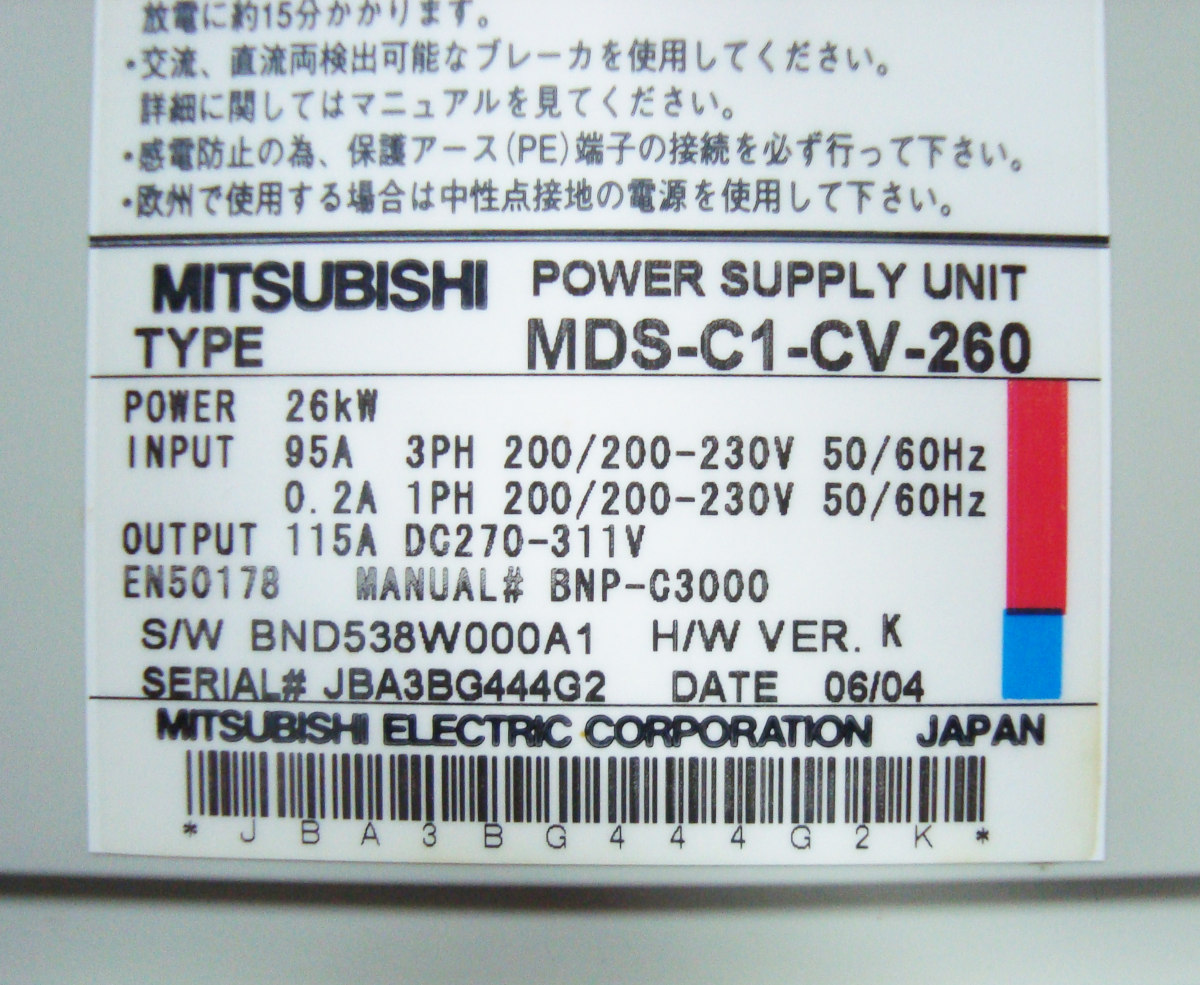 放電に約15分かかります。
・交流、直流両検出可能なブレーカを使用してください。
詳細に関してはマニュアルを見てください。
・感電防止の為、保護アース(PE)端子の接続を必ず行って下さい。
・欧州で使用する場合は中性点接地の電源を使用して下さい。
MITSUBISHI POWER SUPPLY UNIT
TYPE MDS-C1-CV-260
POWER 26kW
INPUT 95A 3PH 200/200-230V 50/60Hz
0.2A 1PH 200/200-230V 50/60Hz
OUTPUT 115A DC270-311V
EN50178 MANUAL# BNP-C3000
S/W BND538W000A1 H/W VER. K
SERIAL# JBA3BG444G2 DATE 06/04
MITSUBISHI ELECTRIC CORPORATION JAPAN
* J B A 3 B G 4 4 4 G 2 K *